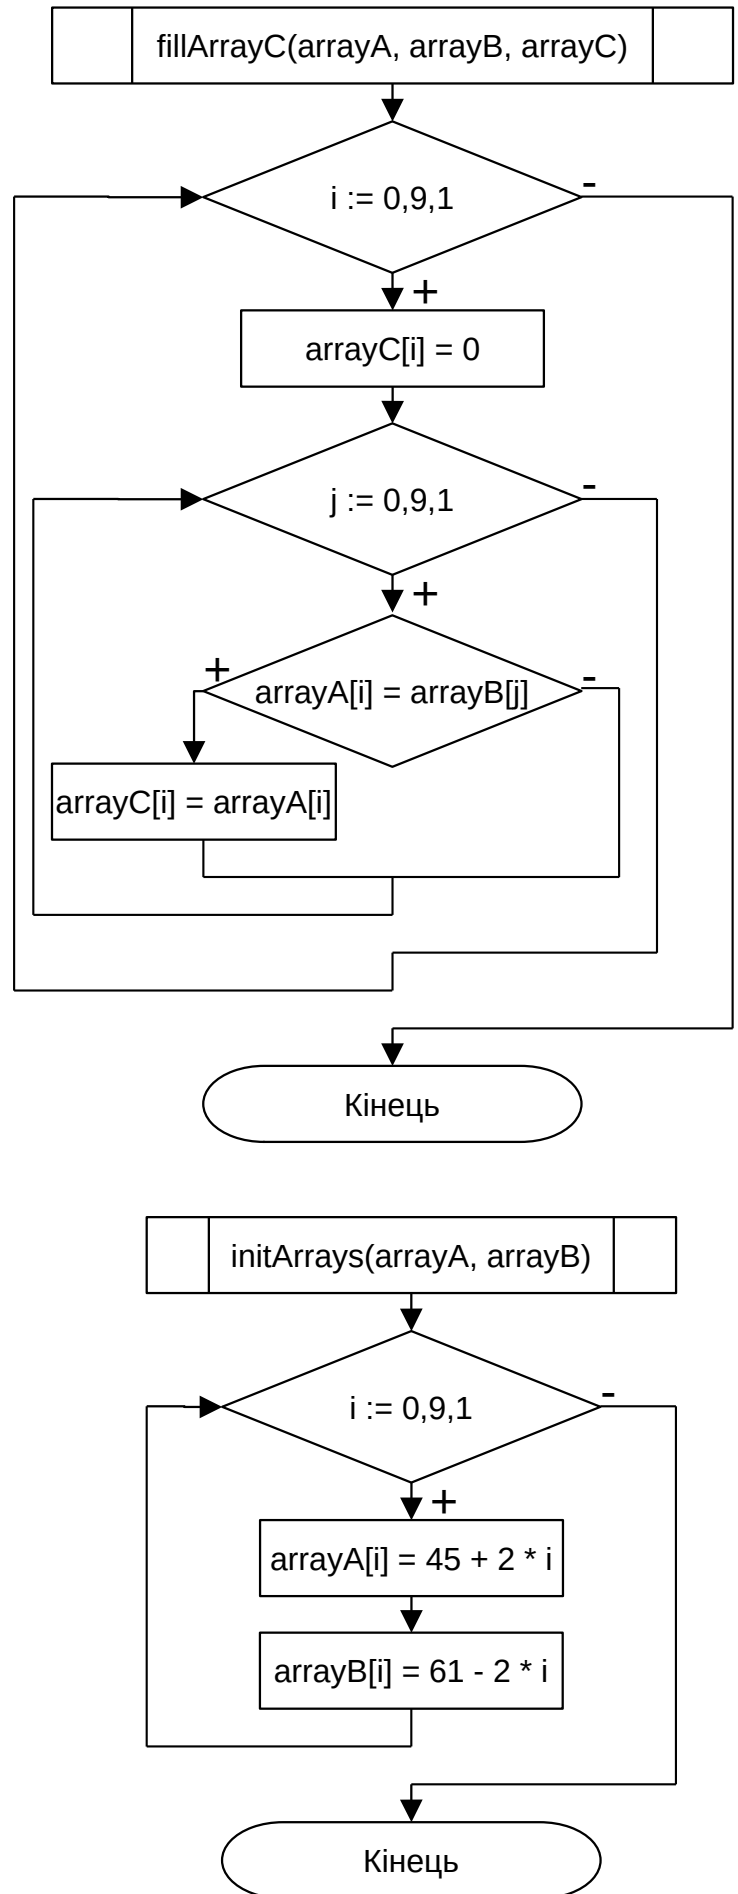 fillArrayC(arrayA, arrayB, arrayC)
i := 0,9,1
-
+
arrayC[i] = 0
j := 0,9,1
-
+
+
arrayA[i] = arrayB[j]
-
arrayC[i] = arrayA[i]
Кінець
initArrays(arrayA, arrayB)
i := 0,9,1
-
+
arrayA[i] = 45 + 2 * i
arrayB[i] = 61 - 2 * i
Кінець